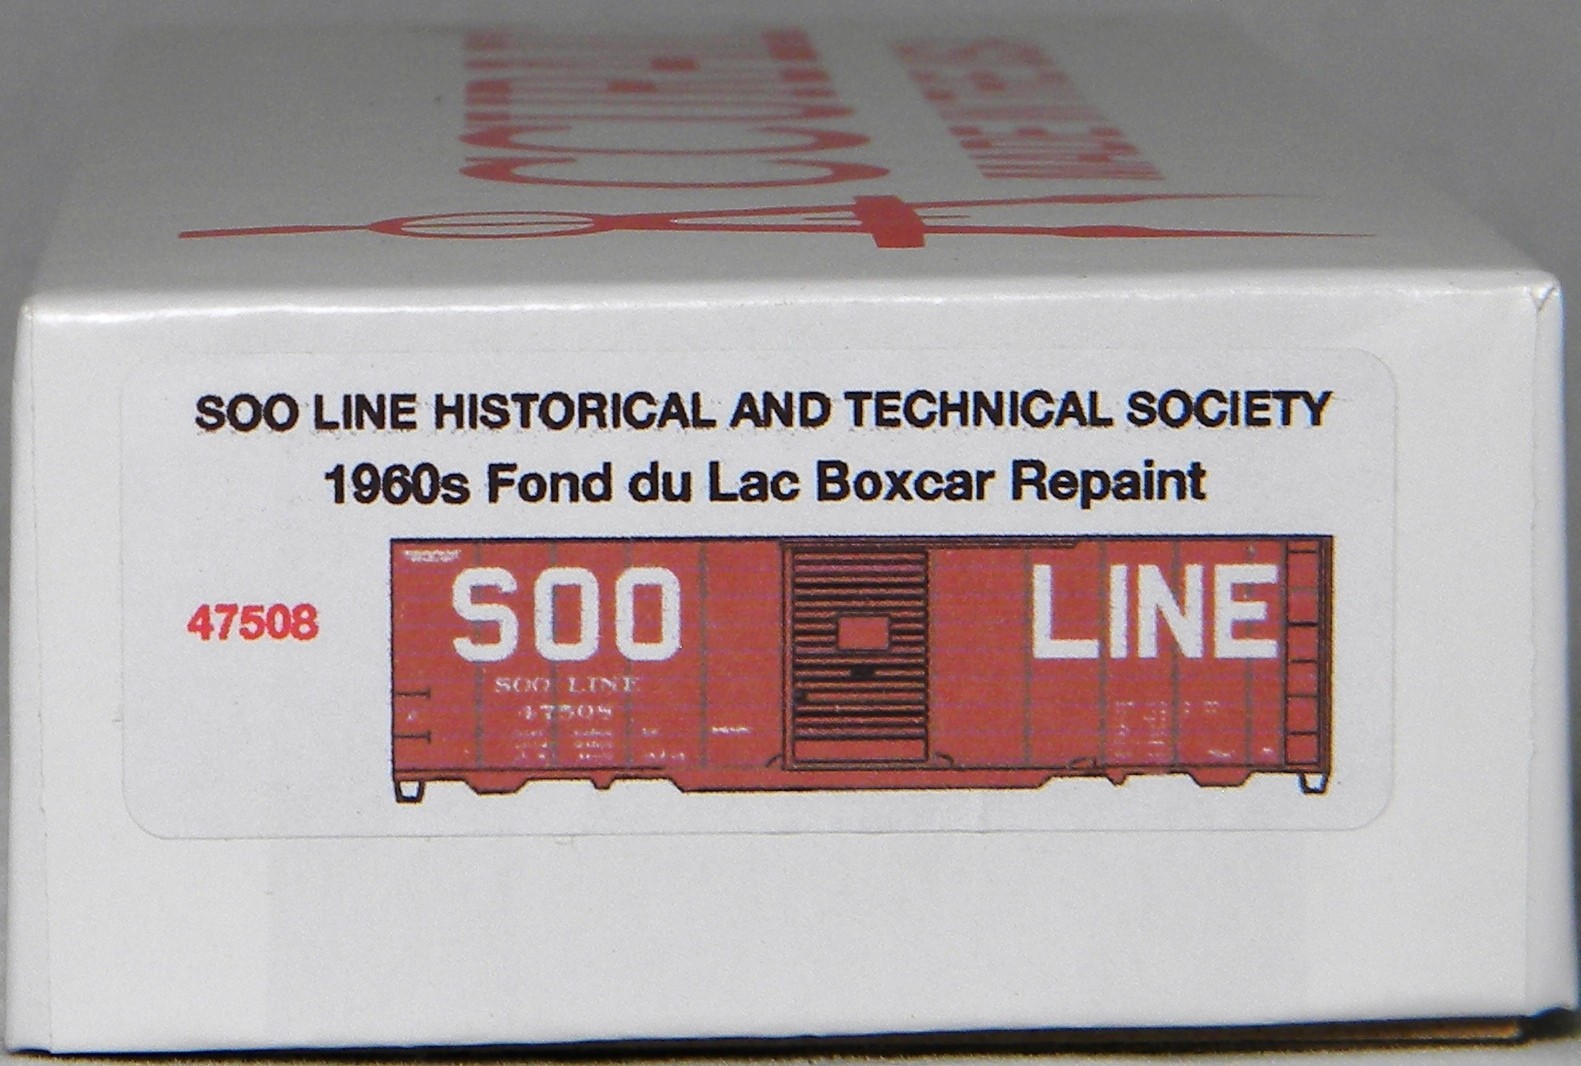 SOO LINE HISTORICAL AND TECHNICAL SOCIETY
1960s Fond du Lac Boxcar Repaint
47508
SOO LINE
SOO LINE
47508